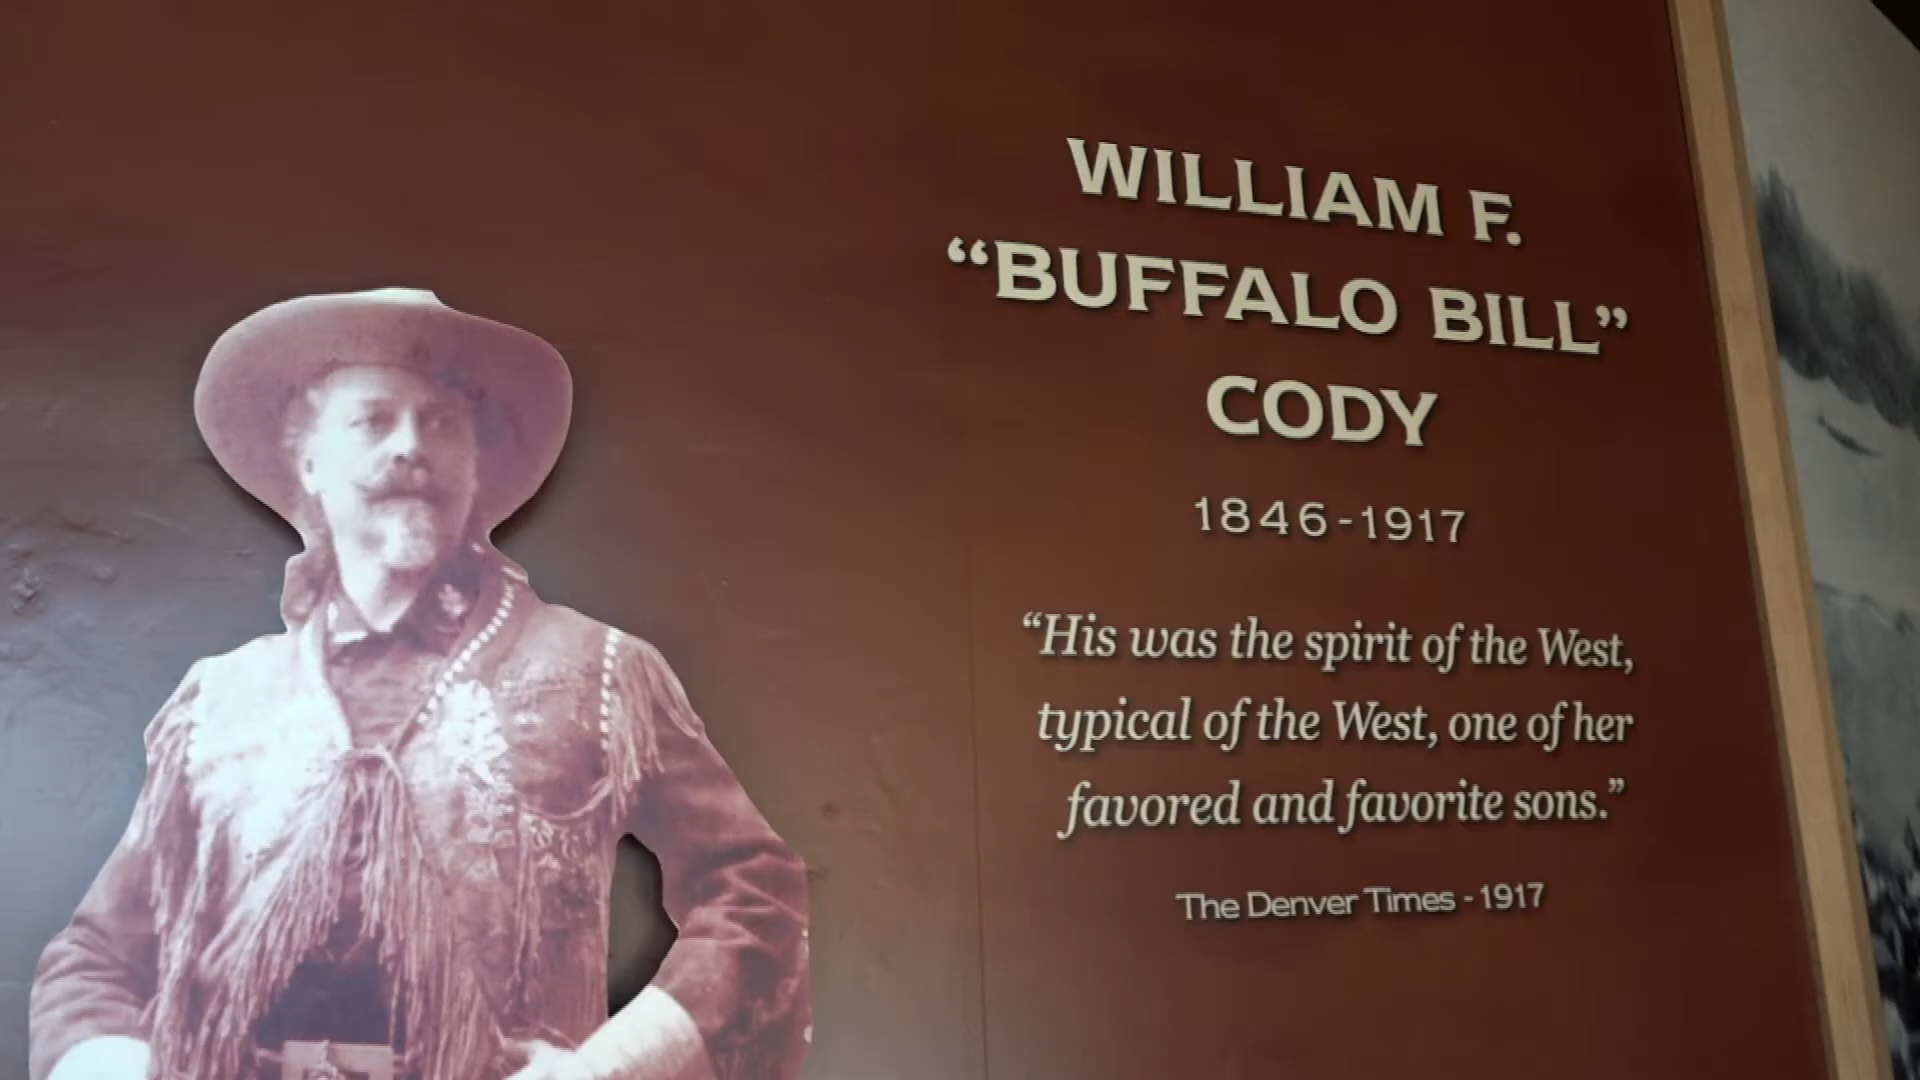 WILLIAM F.
“BUFFALO BILL”
CODY
1846-1917
“His was the spirit of the West,
typical of the West, one of her
favored and favorite sons.”
The Denver Times - 1917